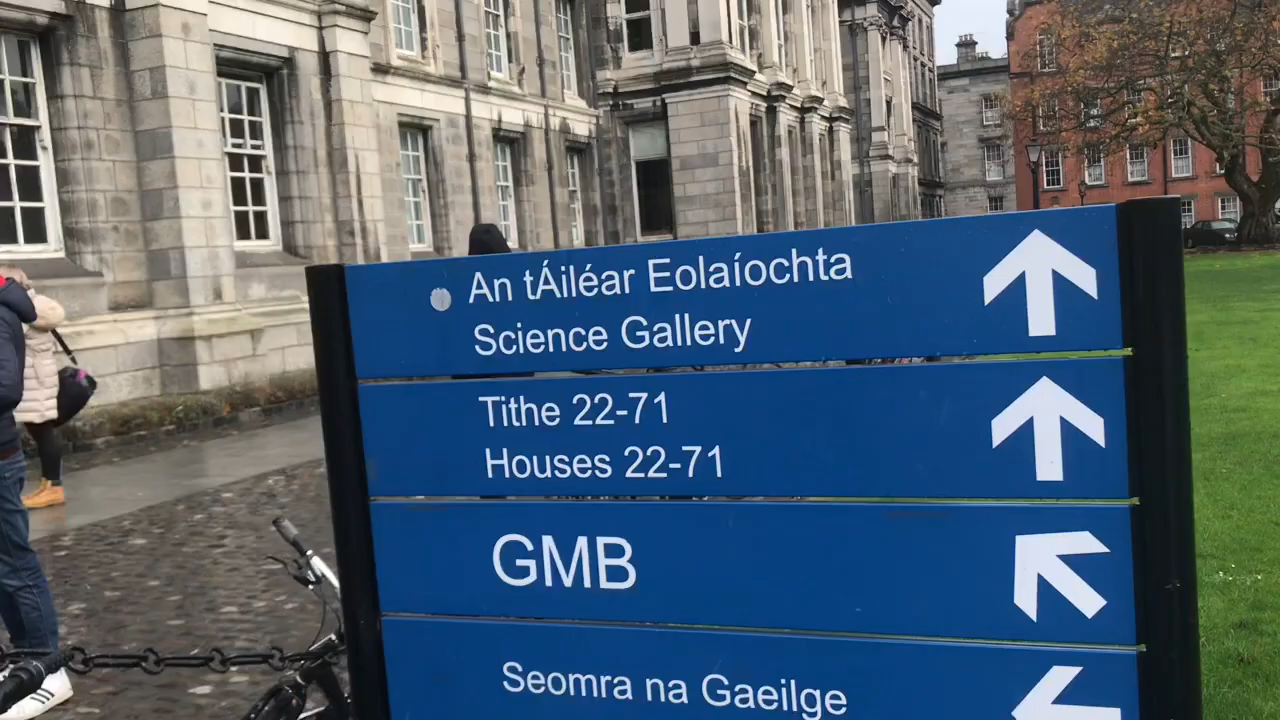 An tÁiléar Eolaíochta
Science Gallery
Tithe 22-71
Houses 22-71
GMB
Seomra na Gaeilge